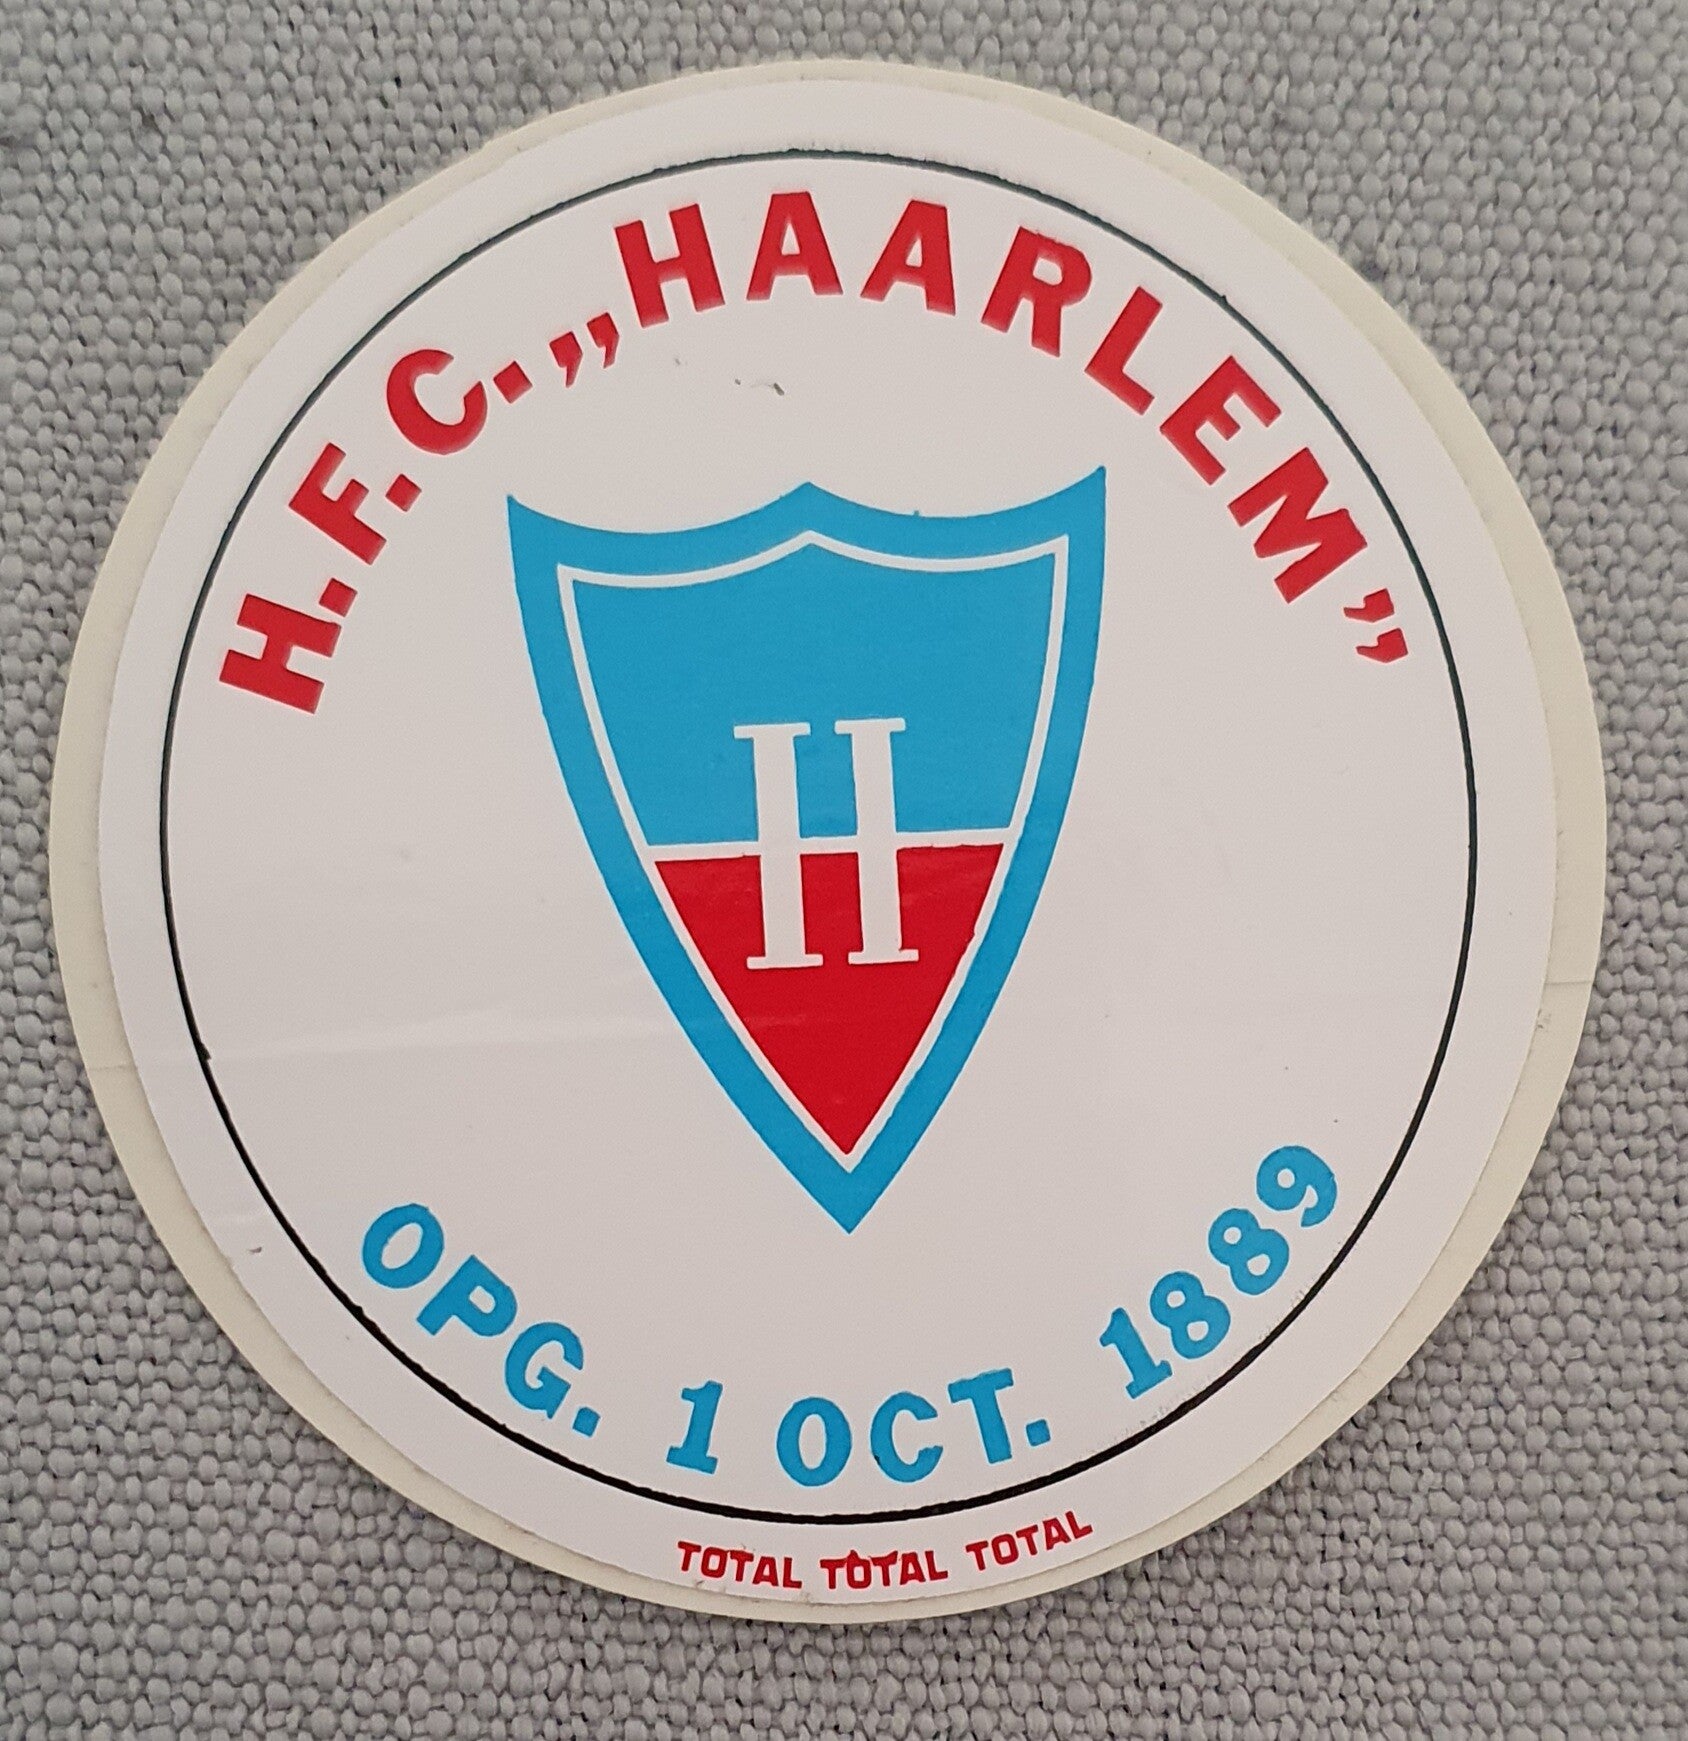 H.F.C. „HAARLEM”
H
OPG. 1 OCT. 1889
TOTAL TOTAL TOTAL